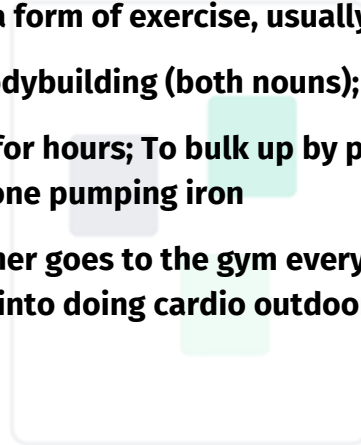 a form of exercise, usually
dybuilding (both nouns);
for hours; To bulk up by p
one pumping iron
her goes to the gym every
into doing cardio outdoo